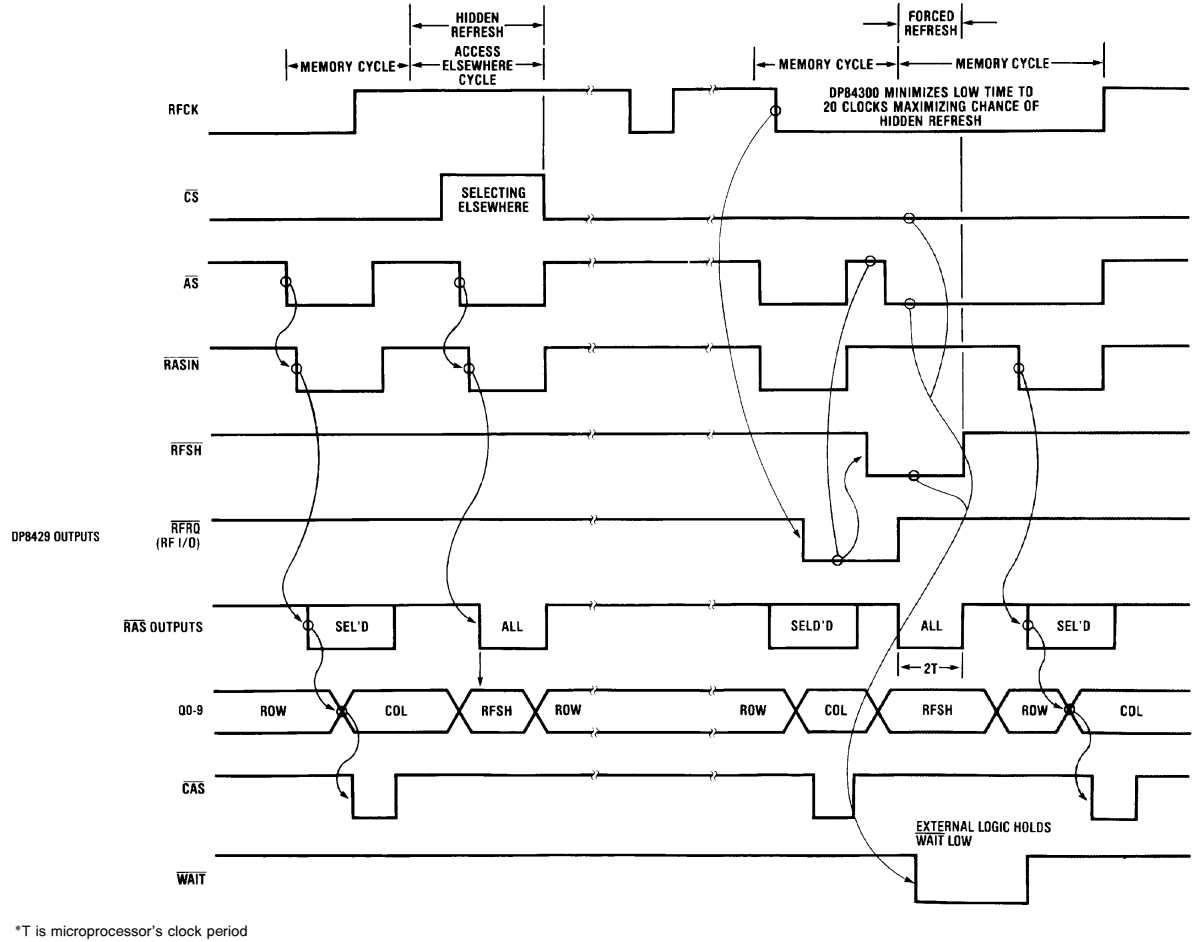 HIDDEN
REFRESH
FORCED
REFRESH
MEMORY CYCLE
ACCESS
ELSEWHERE
CYCLE
MEMORY CYCLE
MEMORY CYCLE
RFCK
DP84300 MINIMIZES LOW TIME TO
20 CLOCKS MAXIMIZING CHANCE OF
HIDDEN REFRESH
CS
SELECTING
ELSEWHERE
AS
RASIN
RFSH
DP8429 OUTPUTS
RFRQ
(RF I/O)
RAS OUTPUTS
SEL'D
ALL
SELD'D
ALL
SEL'D
2T
Q0-9
ROW
COL
RFSH
ROW
ROW
COL
RFSH
ROW
COL
CAS
EXTERNAL LOGIC HOLDS
WAIT LOW
WAIT
*T is microprocessor's clock period